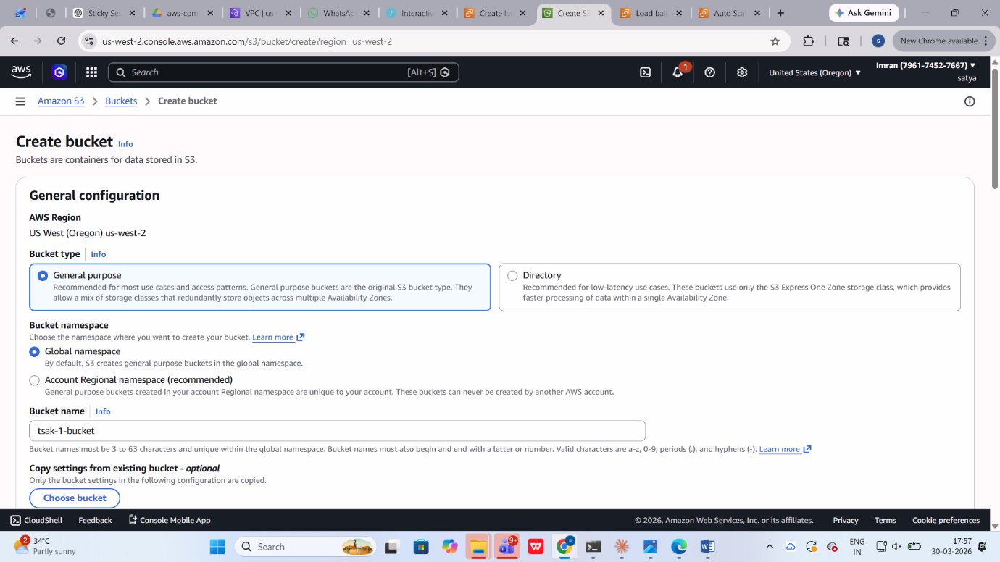 Sticky Ses
aws-com
VPC | us-
WhatsAp
Interactiv
Create la
Create S3
Load bala
Auto Sca
Ask Gemini
us-west-2.console.aws.amazon.com/s3/bucket/create?region=us-west-2
S
New Chrome available
aws
Search
[Alt+S]
1
United States (Oregon)
Imran (7961-7452-7667)
satya
Amazon S3
Buckets
Create bucket
Create bucket Info
Buckets are containers for data stored in S3.
General configuration
AWS Region
US West (Oregon) us-west-2
Bucket type Info
General purpose
Recommended for most use cases and access patterns. General purpose buckets are the original S3 bucket type. They
allow a mix of storage classes that redundantly store objects across multiple Availability Zones.
Directory
Recommended for low-latency use cases. These buckets use only the S3 Express One Zone storage class, which provides
faster processing of data within a single Availability Zone.
Bucket namespace
Choose the namespace where you want to create your bucket. Learn more
Global namespace
By default, S3 creates general purpose buckets in the global namespace.
Account Regional namespace (recommended)
General purpose buckets created in your account Regional namespace are unique to your account. These buckets can never be created by another AWS account.
Bucket name Info
tsak-1-bucket
Bucket names must be 3 to 63 characters and unique within the global namespace. Bucket names must also begin and end with a letter or number. Valid characters are a-z, 0-9, periods (.), and hyphens (-). Learn more
Copy settings from existing bucket - optional
Only the bucket settings in the following configuration are copied.
Choose bucket
CloudShell
Feedback
Console Mobile App
© 2026, Amazon Web Services, Inc. or its affiliates.
Privacy
Terms
Cookie preferences
2
34°C
Partly sunny
Search
9+
W
ENG
IN
17:57
30-03-2026